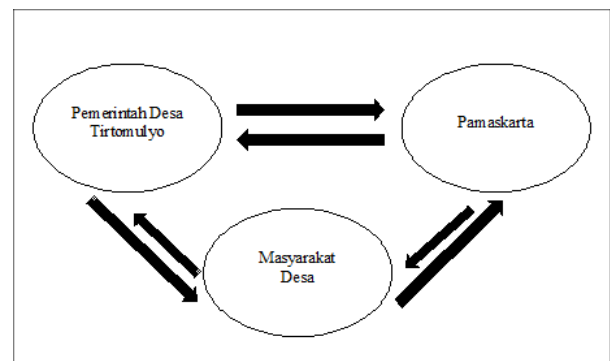 Pemerintah Desa
Tirtomulyo
Pamaskarta
Masyarakat
Desa